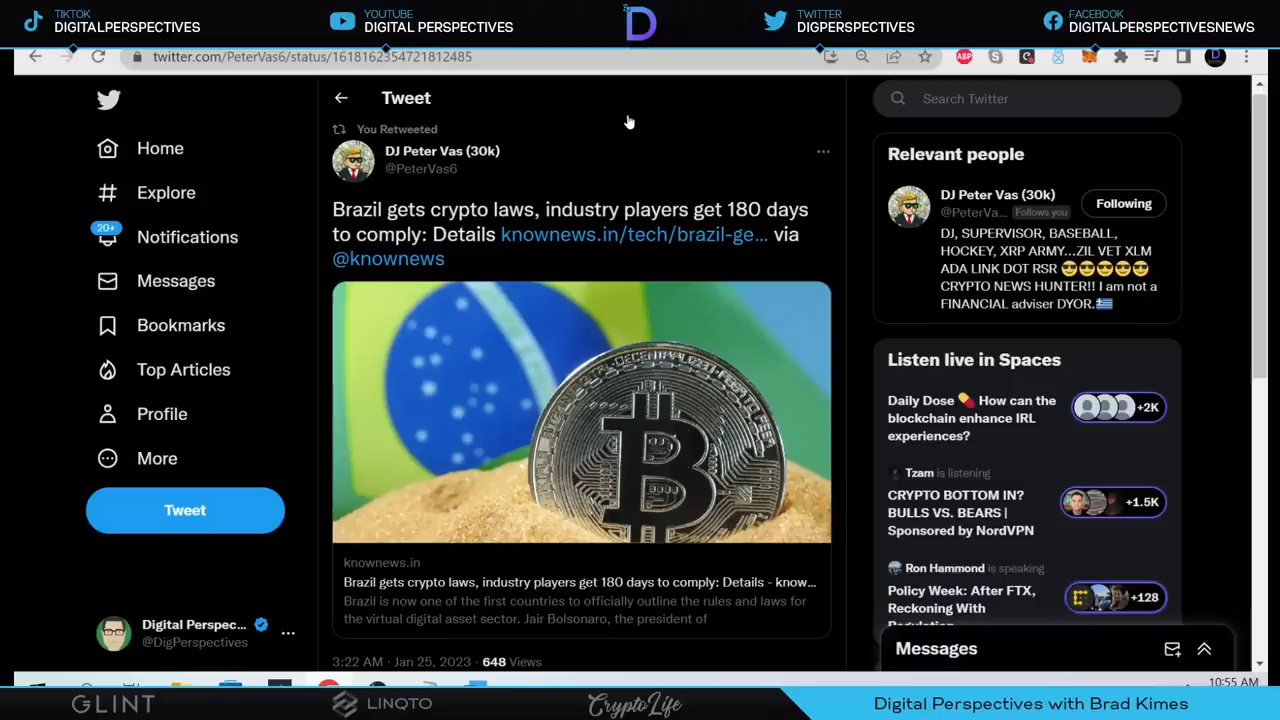 TIKTOK
DIGITALPERSPECTIVES
YOUTUBE
DIGITAL PERSPECTIVES
TWITTER
DIGPERSPECTIVES
FACEBOOK
DIGITALPERSPECTIVESNEWS
twitter.com/PeterVas6/status/1618162354721812485
ABP
Home
Explore
20+
Notifications
Messages
Bookmarks
Top Articles
Profile
More
Tweet
Digital Perspec...
@DigPerspectives
Tweet
You Retweeted
DJ Peter Vas (30k)
@PeterVas6
Brazil gets crypto laws, industry players get 180 days
to comply: Details knownews.in/tech/brazil-ge... via
@knownews
DECENTRALIZED
knownews.in
Brazil gets crypto laws, industry players get 180 days to comply: Details - know...
Brazil is now one of the first countries to officially outline the rules and laws for
the virtual digital asset sector. Jair Bolsonaro, the president of
3:22 AM · Jan 25, 2023 · 648 Views
Search Twitter
Relevant people
DJ Peter Vas (30k)
@PeterVa... Follows you
Following
DJ, SUPERVISOR, BASEBALL,
HOCKEY, XRP ARMY...ZIL VET XLM
ADA LINK DOT RSR 😎😎😎😎😎
CRYPTO NEWS HUNTER!! I am not a
FINANCIAL adviser DYOR.🇬🇷
Listen live in Spaces
Daily Dose 💊 How can the
blockchain enhance IRL
experiences?
+2K
Tzam is listening
CRYPTO BOTTOM IN?
BULLS VS. BEARS |
Sponsored by NordVPN
+1.5K
Ron Hammond is speaking
Policy Week: After FTX,
Reckoning With
Regulation
+128
Messages
10:55 AM
GLINT
LINQTO
CryptoLife
Digital Perspectives with Brad Kimes